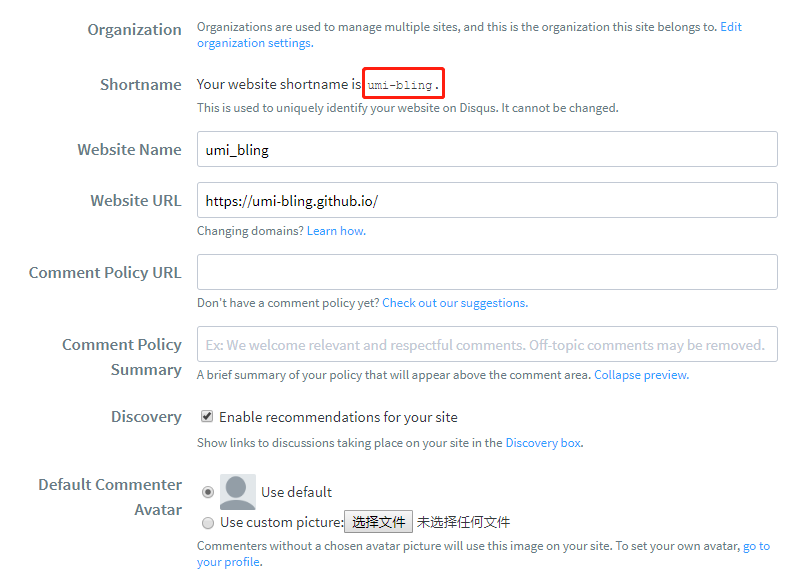 Organization Organizations are used to manage multiple sites, and this is the organization this site belongs to. Edit
organization settings.
Shortname Your website shortname is umi-bling.
This is used to uniquely identify your website on Disqus. It cannot be changed.
Website Name umi_bling
Website URL https://umi-bling.github.io/
Changing domains? Learn how.
Comment Policy URL
Don't have a comment policy yet? Check out our suggestions.
Comment Policy Ex: We welcome relevant and respectful comments. Off-topic comments may be removed.
Summary
A brief summary of your policy that will appear above the comment area. Collapse preview.
Discovery Enable recommendations for your site
Show links to discussions taking place on your site in the Discovery box.
Default Commenter Use default
Avatar
Use custom picture: 选择文件 未选择任何文件
Commenters without a chosen avatar picture will use this image on your site. To set your own avatar, go to
your profile.